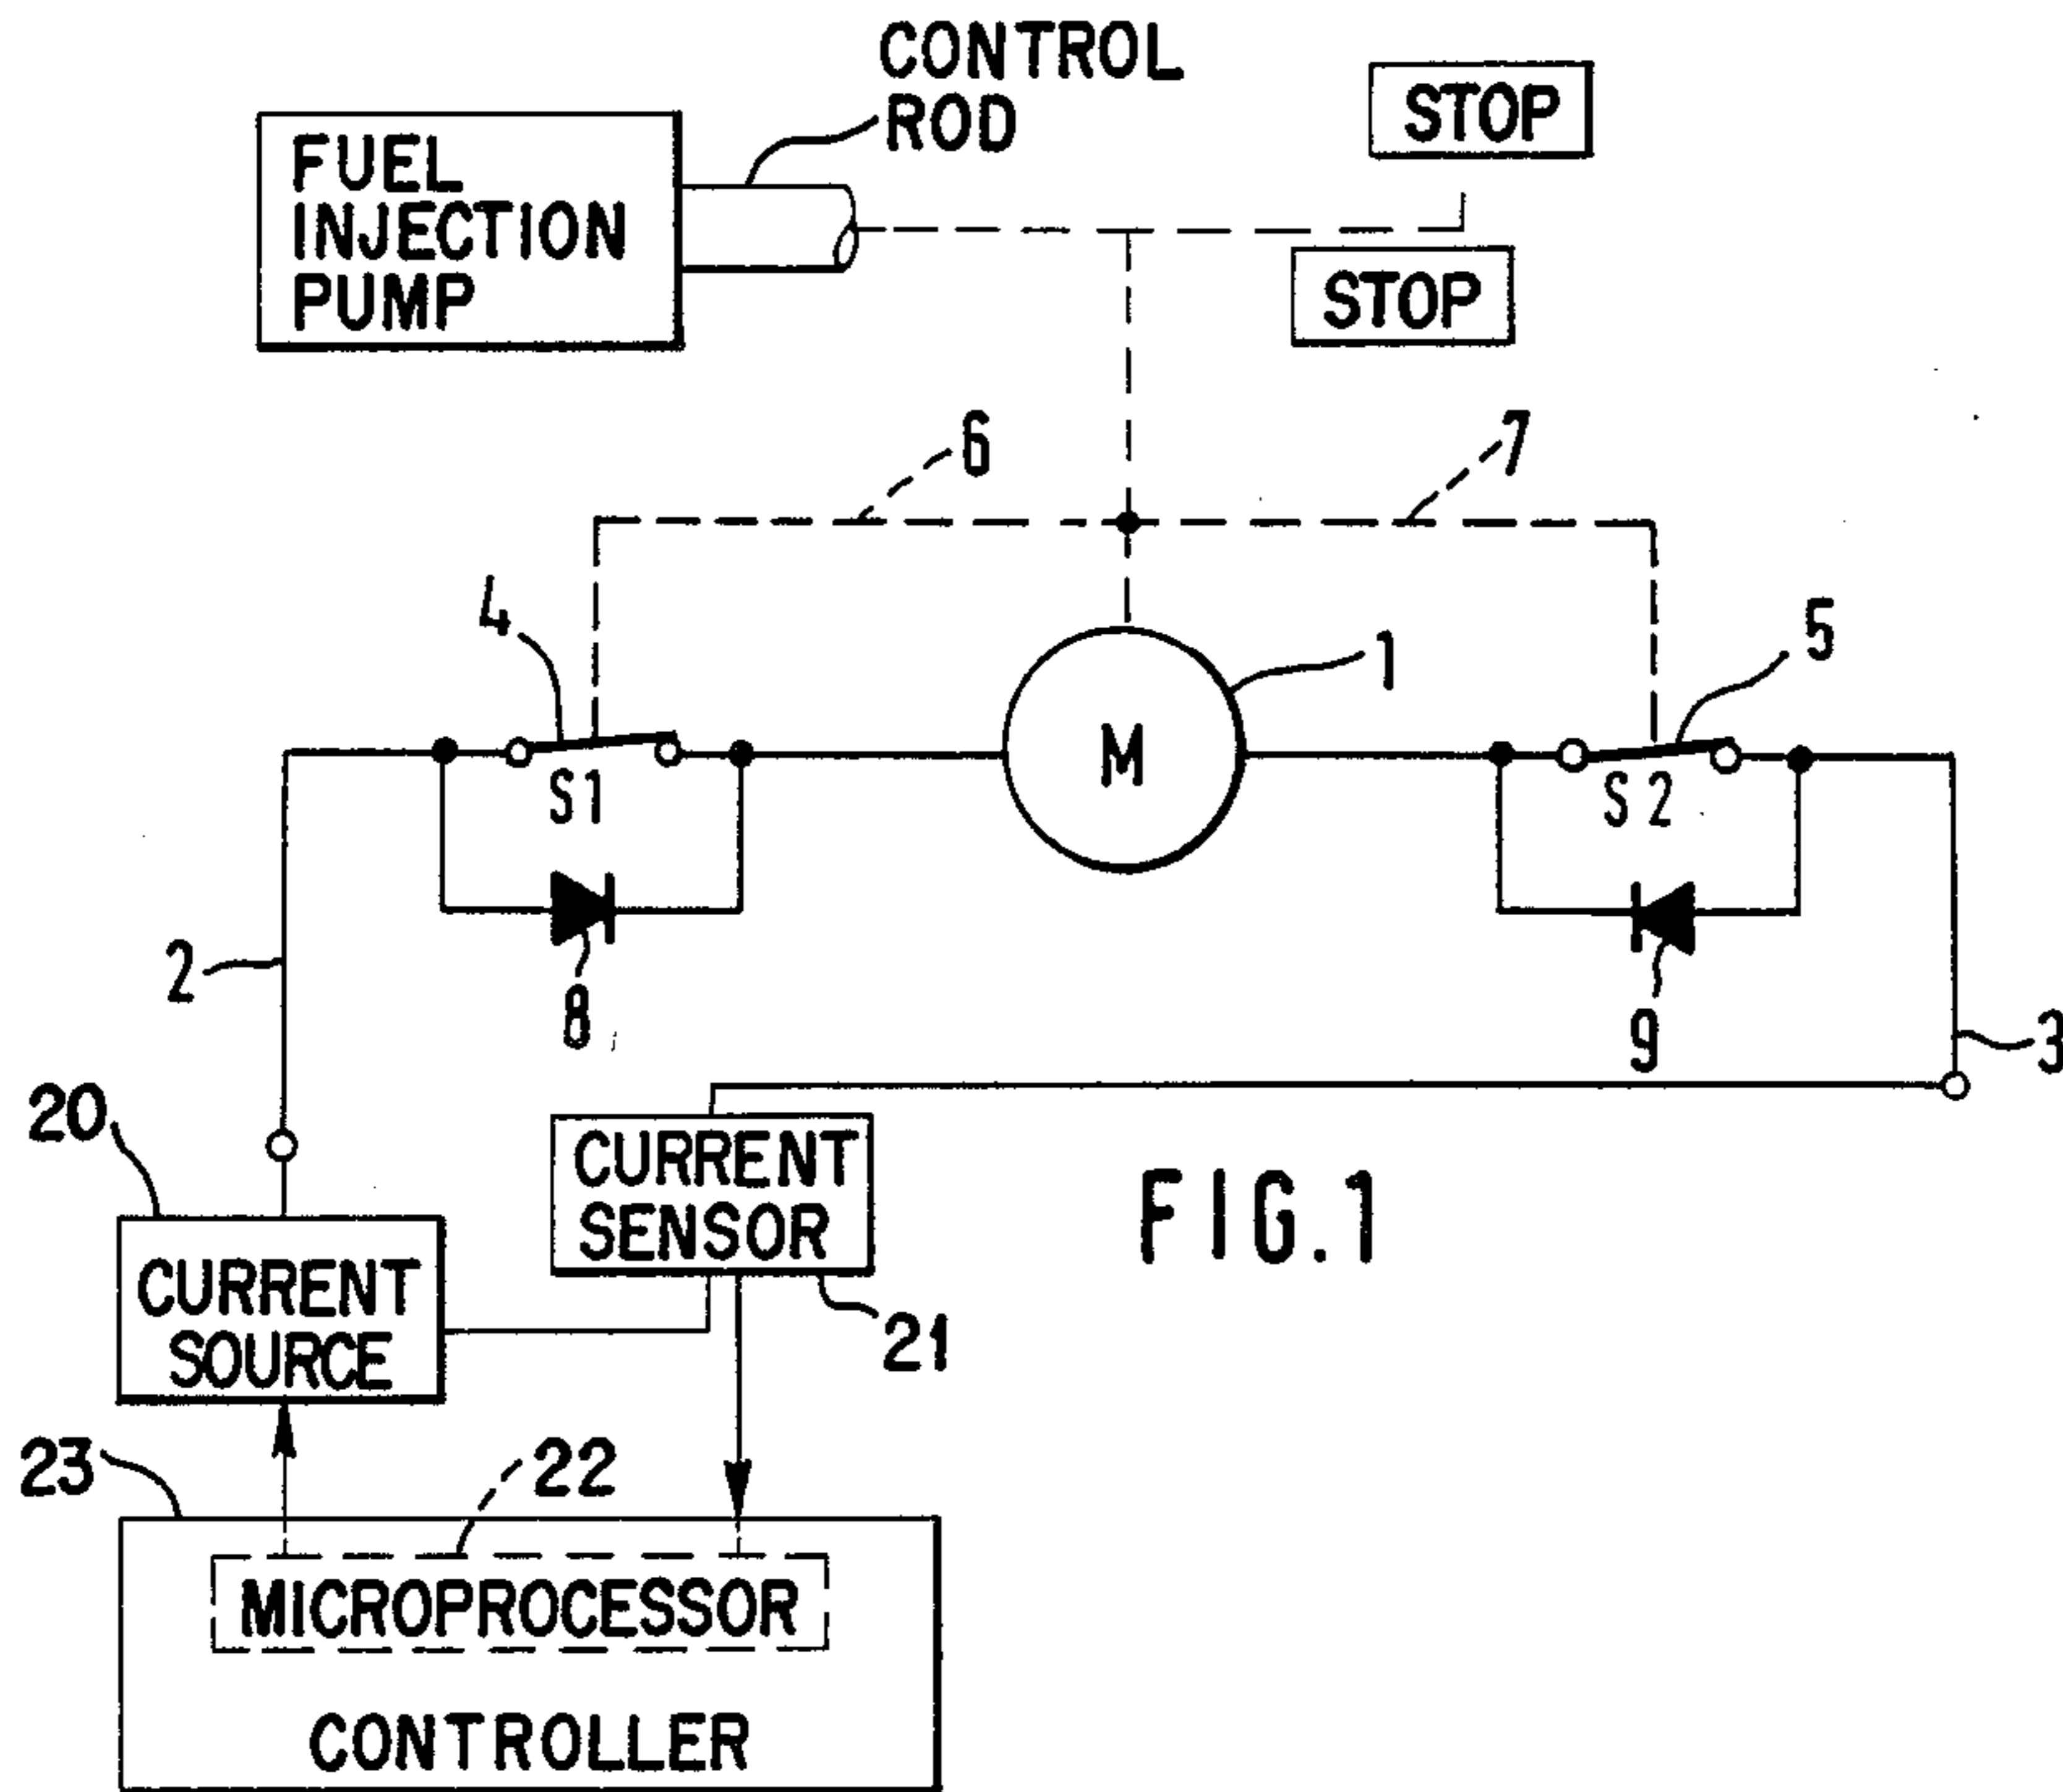 CONTROL
ROD
STOP
FUEL
INJECTION
PUMP
STOP
6
7
4
1
5
M
S1
S2
2
8
9
3
20
CURRENT
SENSOR
FIG.1
CURRENT
SOURCE
21
23
22
MICROPROCESSOR
CONTROLLER